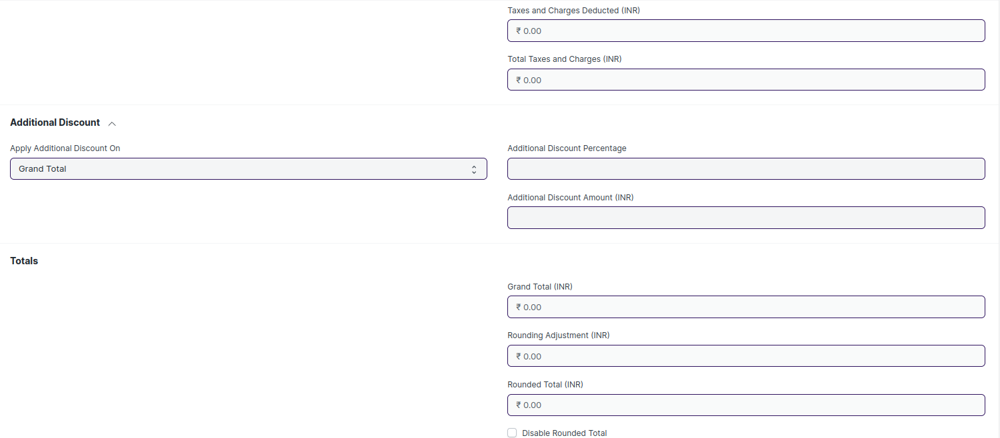 Taxes and Charges Deducted (INR)
₹ 0.00
Total Taxes and Charges (INR)
₹ 0.00
Additional Discount
Apply Additional Discount On
Grand Total
Additional Discount Percentage
Additional Discount Amount (INR)
Totals
Grand Total (INR)
₹ 0.00
Rounding Adjustment (INR)
₹ 0.00
Rounded Total (INR)
₹ 0.00
Disable Rounded Total